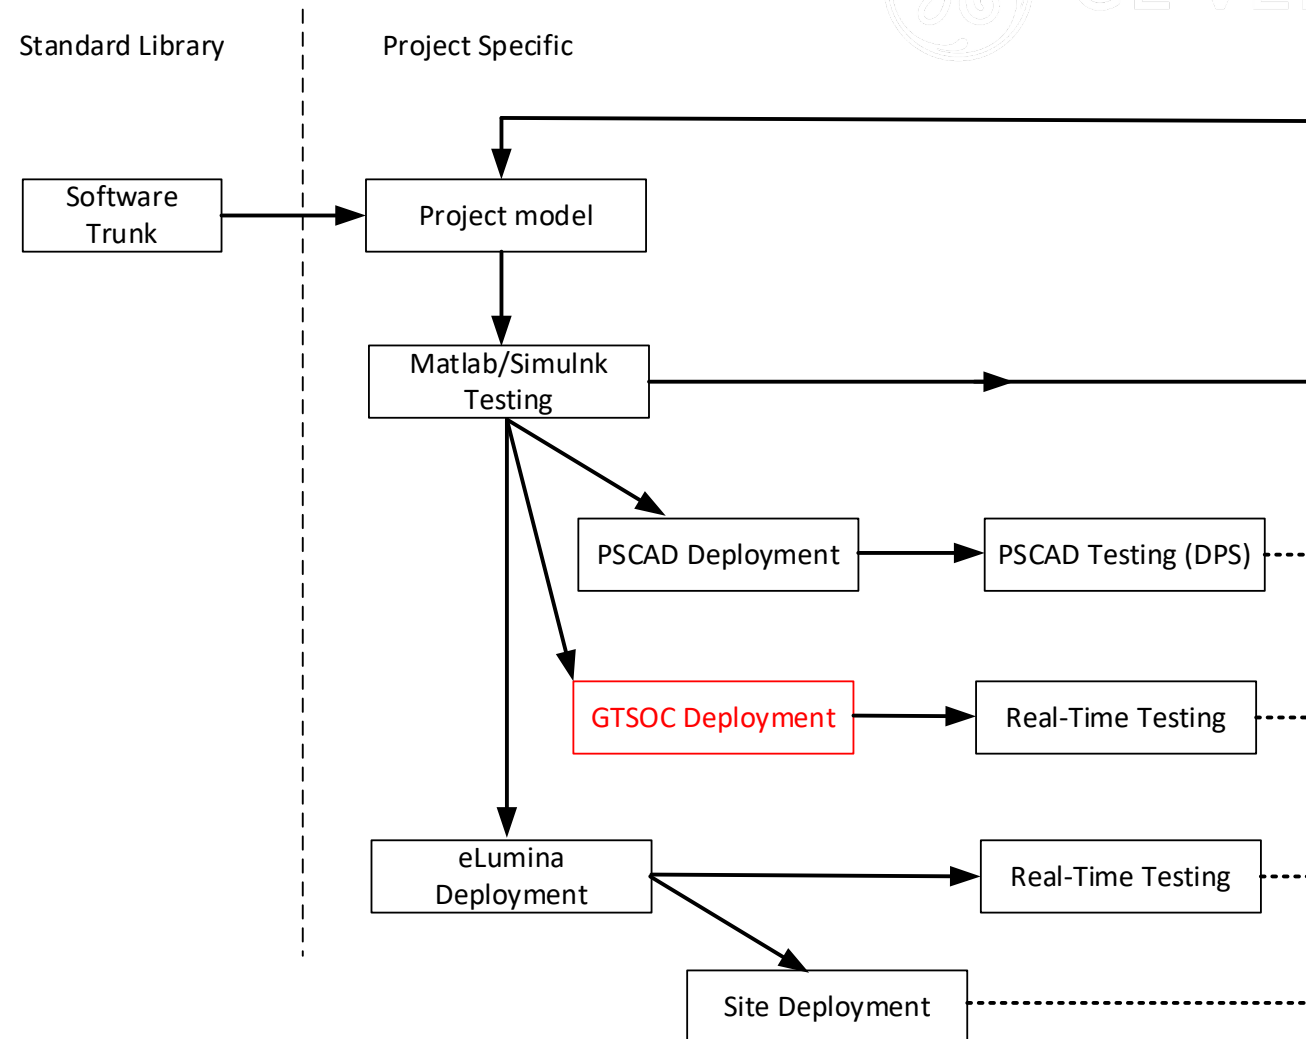 Standard Library
Project Specific
Software
Trunk
Project model
Matlab/Simulnk
Testing
PSCAD Deployment
PSCAD Testing (DPS)
GTSOC Deployment
Real-Time Testing
eLumina
Deployment
Real-Time Testing
Site Deployment